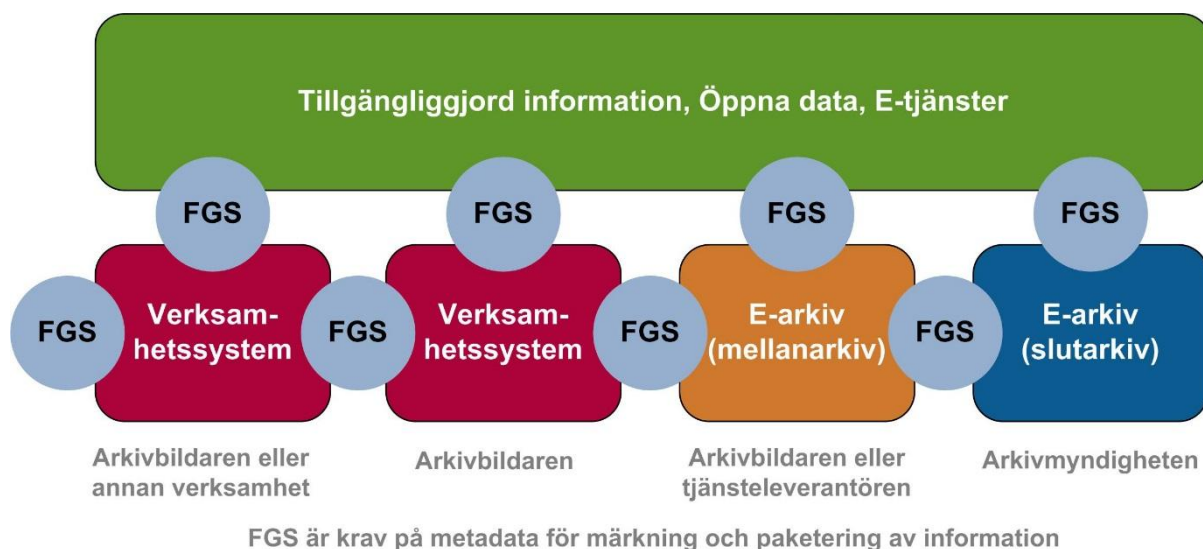 Tillgängliggjord information, Öppna data, E-tjänster
FGS
FGS
FGS
FGS
FGS
Verksam-
hetssystem
FGS
Verksam-
hetssystem
FGS
E-arkiv
(mellanarkiv)
FGS
E-arkiv
(slutarkiv)
Arkivbildaren eller
annan verksamhet
Arkivbildaren
Arkivbildaren eller
tjänsteleverantören
Arkivmyndigheten
FGS är krav på metadata för märkning och paketering av information